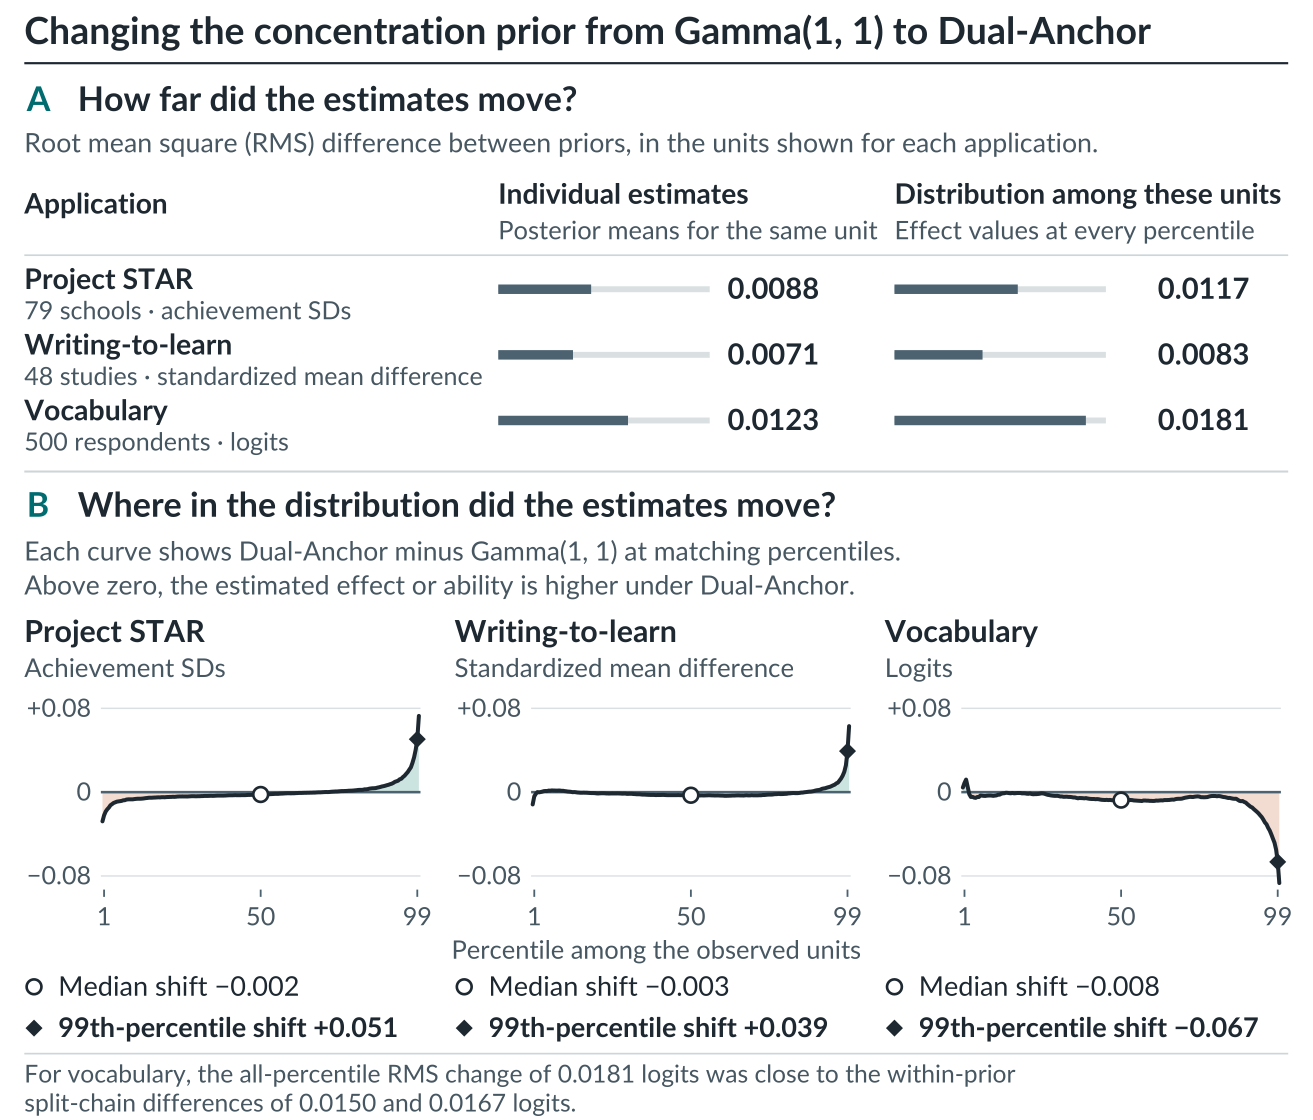 Changing the concentration prior from Gamma(1, 1) to Dual-Anchor
A How far did the estimates move?
Root mean square (RMS) difference between priors, in the units shown for each application.
Application
Individual estimates
Posterior means for the same unit
Distribution among these units
Effect values at every percentile
Project STAR
79 schools · achievement SDs
0.0088
0.0117
Writing-to-learn
48 studies · standardized mean difference
0.0071
0.0083
Vocabulary
500 respondents · logits
0.0123
0.0181
B Where in the distribution did the estimates move?
Each curve shows Dual-Anchor minus Gamma(1, 1) at matching percentiles.
Above zero, the estimated effect or ability is higher under Dual-Anchor.
Project STAR
Achievement SDs
+0.08
0
−0.08
1 50 99
Writing-to-learn
Standardized mean difference
+0.08
0
−0.08
1 50 99
Vocabulary
Logits
+0.08
0
−0.08
1 50 99
Percentile among the observed units
Median shift −0.002
99th-percentile shift +0.051
Median shift −0.003
99th-percentile shift +0.039
Median shift −0.008
99th-percentile shift −0.067
For vocabulary, the all-percentile RMS change of 0.0181 logits was close to the within-prior
split-chain differences of 0.0150 and 0.0167 logits.